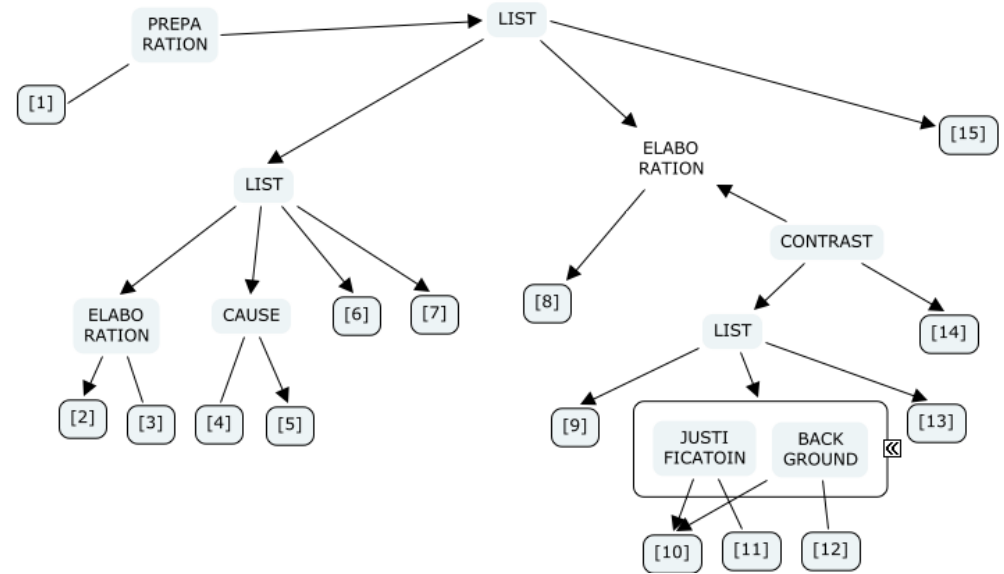 PREPA
RATION
LIST
[1]
[15]
ELABO
RATION
LIST
CONTRAST
ELABO
RATION
CAUSE
[6]
[7]
[8]
LIST
[14]
[2]
[3]
[4]
[5]
[9]
[13]
JUSTI
FICATOIN
BACK
GROUND
[10]
[11]
[12]